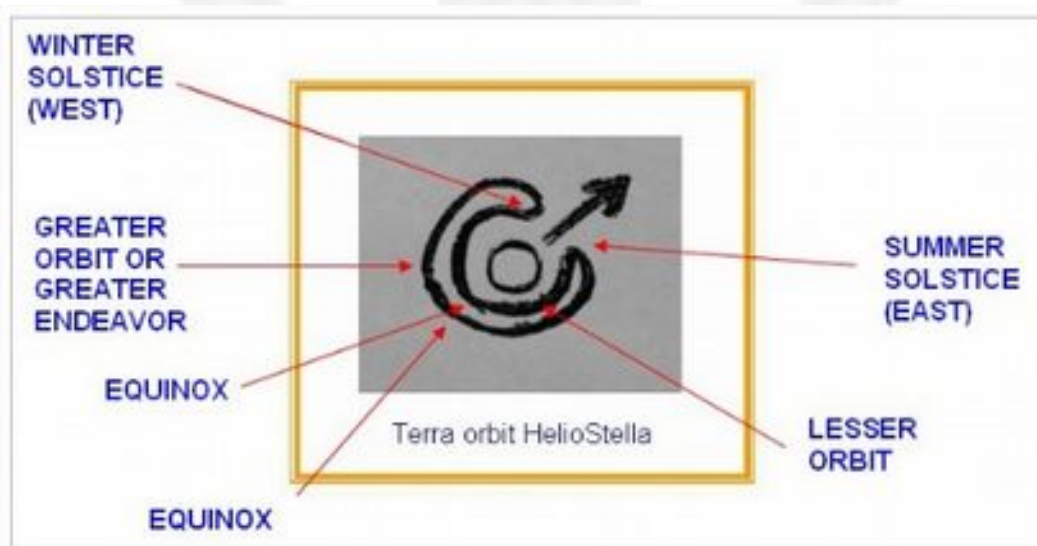 WINTER
SOLSTICE
(WEST)
GREATER
ORBIT OR
GREATER
ENDEAVOR
SUMMER
SOLSTICE
(EAST)
EQUINOX
Terra orbit HelioStella
LESSER
ORBIT
EQUINOX